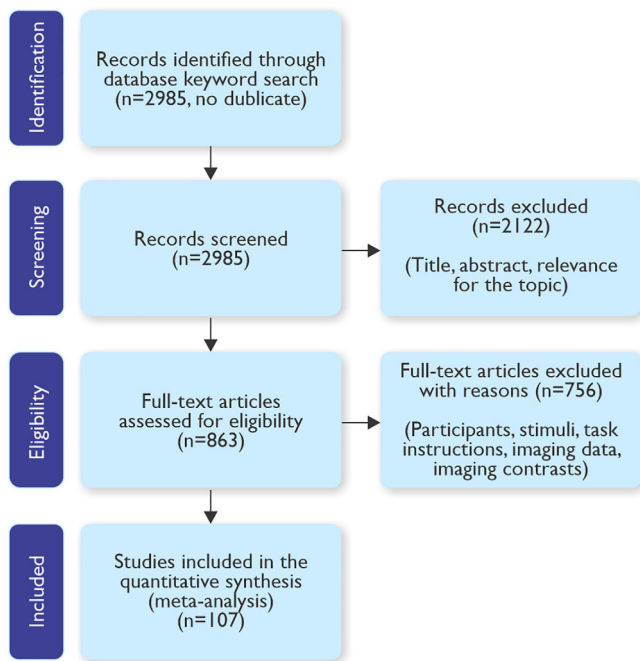 Identification
Records identified through
database keyword search
(n=2985, no dublicate)
Screening
Records screened
(n=2985)
Records excluded
(n=2122)
(Title, abstract, relevance
for the topic)
Eligibility
Full-text articles
assessed for eligibility
(n=863)
Full-text articles excluded
with reasons (n=756)
(Participants, stimuli, task
instructions, imaging data,
imaging contrasts)
Included
Studies included in the
quantitative synthesis
(meta-analysis)
(n=107)